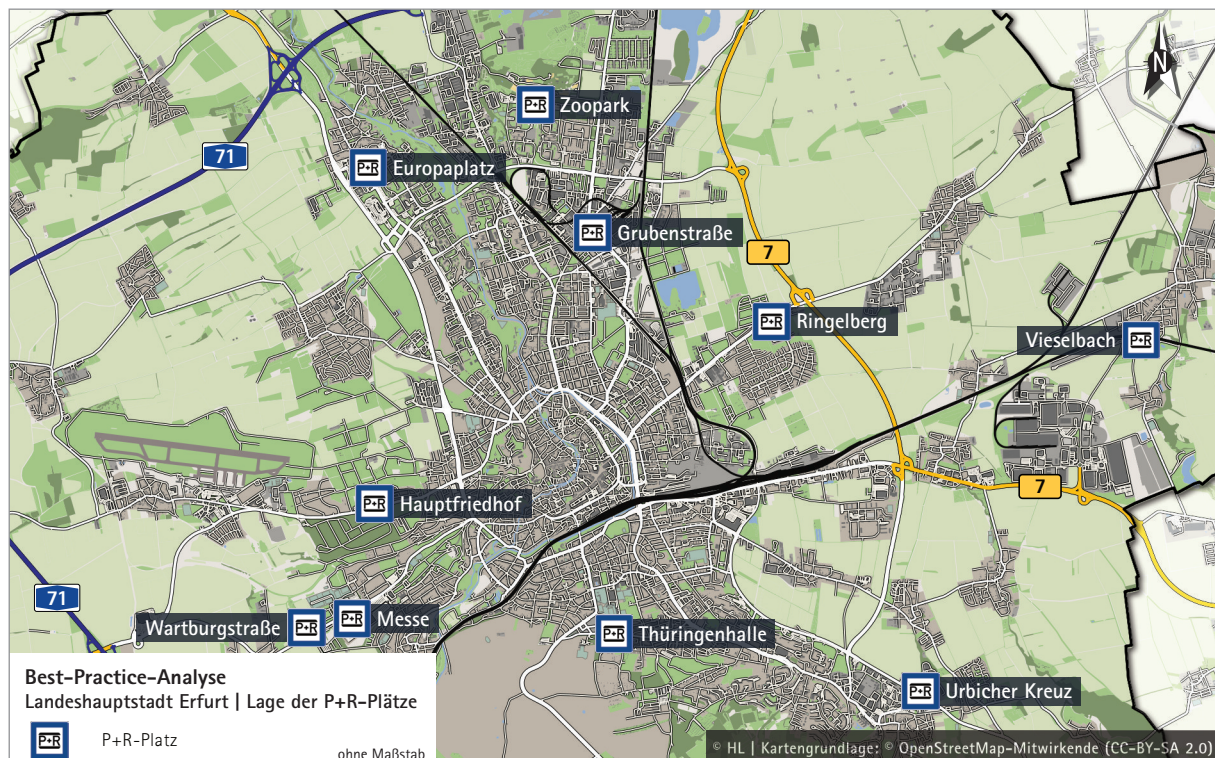 N
P+R Zoopark
71
P+R Europaplatz
P+R Grubenstraße
7
P+R Ringelberg
Vieselbach P+R
7
P+R Hauptfriedhof
71
Wartburgstraße P+R
P+R Messe
P+R Thüringenhalle
P+R Urbicher Kreuz
Best-Practice-Analyse
Landeshauptstadt Erfurt | Lage der P+R-Plätze
P+R P+R-Platz
ohne Maßstab
© HL | Kartengrundlage: © OpenStreetMap-Mitwirkende (CC-BY-SA 2.0)